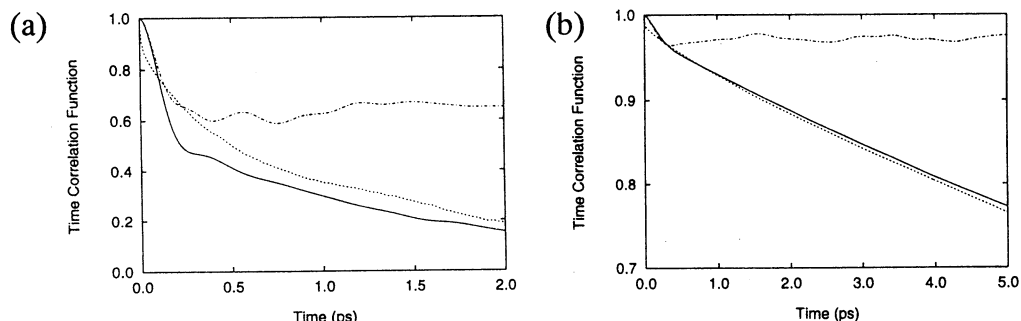 (a)
Time Correlation Function
1.0
0.8
0.6
0.4
0.2
0.0
0.0 0.5 1.0 1.5 2.0
Time (ps)
(b)
Time Correlation Function
1.0
0.9
0.8
0.7
0.0 1.0 2.0 3.0 4.0 5.0
Time (ps)